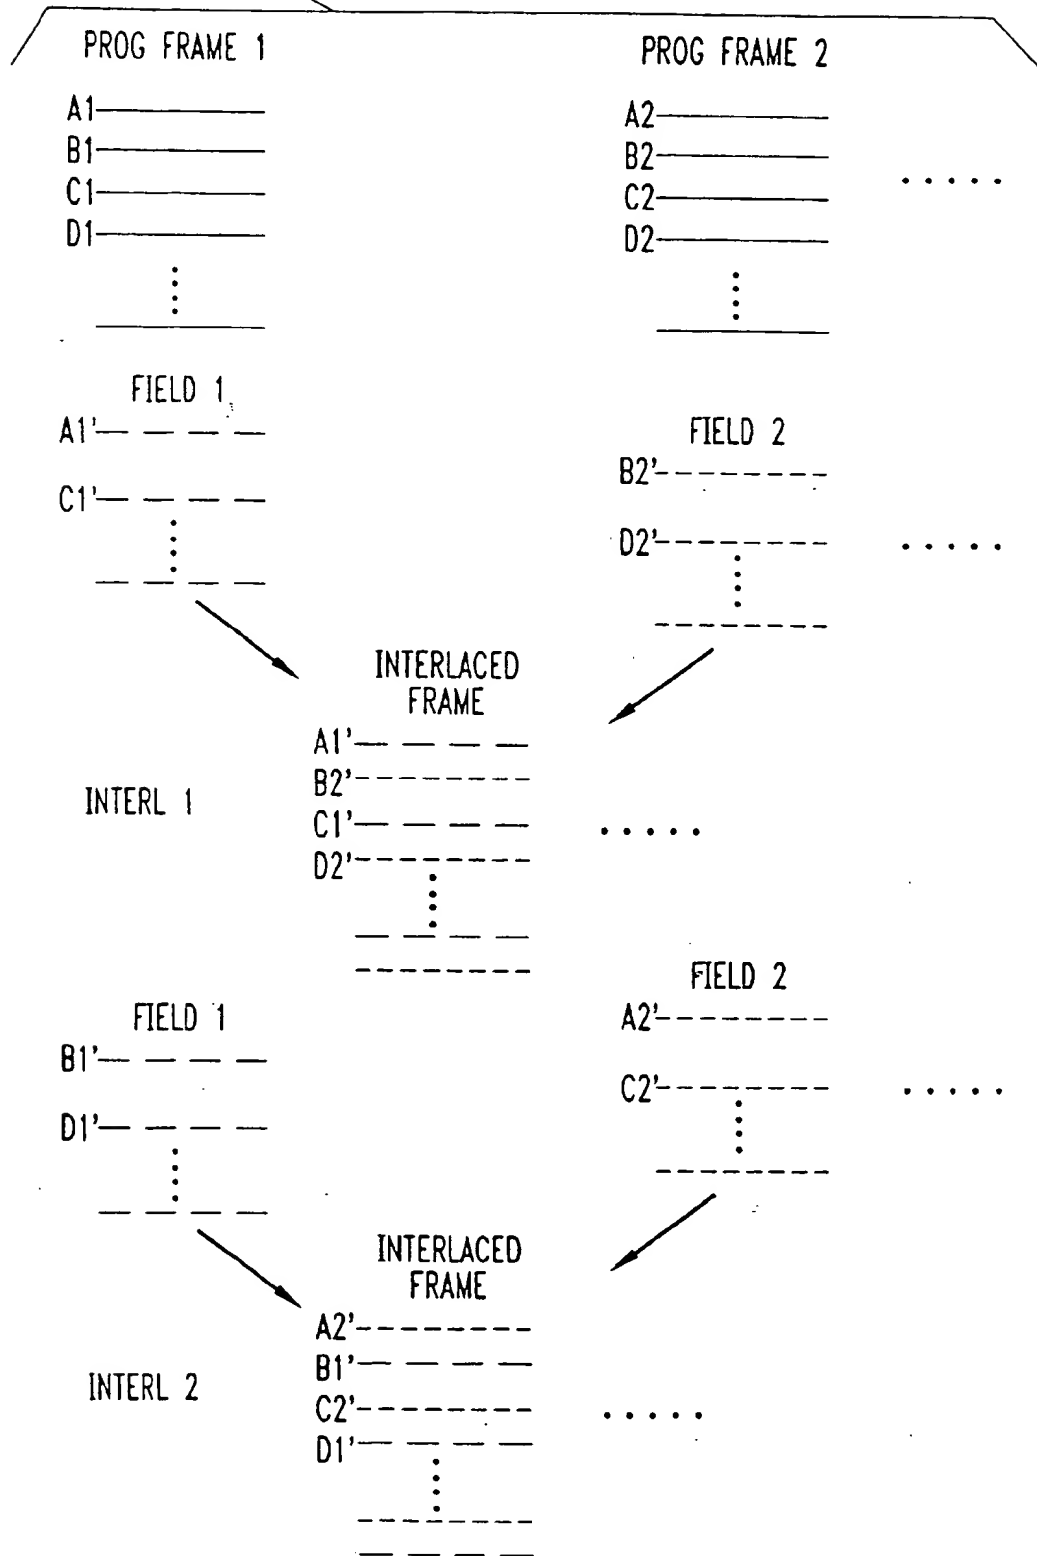 PROG FRAME 1
A1
B1
C1
D1
PROG FRAME 2
A2
B2
C2
D2
FIELD 1
A1'
C1'
FIELD 2
B2'
D2'
INTERL 1
INTERLACED
FRAME
A1'
B2'
C1'
D2'
FIELD 1
B1'
D1'
FIELD 2
A2'
C2'
INTERL 2
INTERLACED
FRAME
A2'
B1'
C2'
D1'